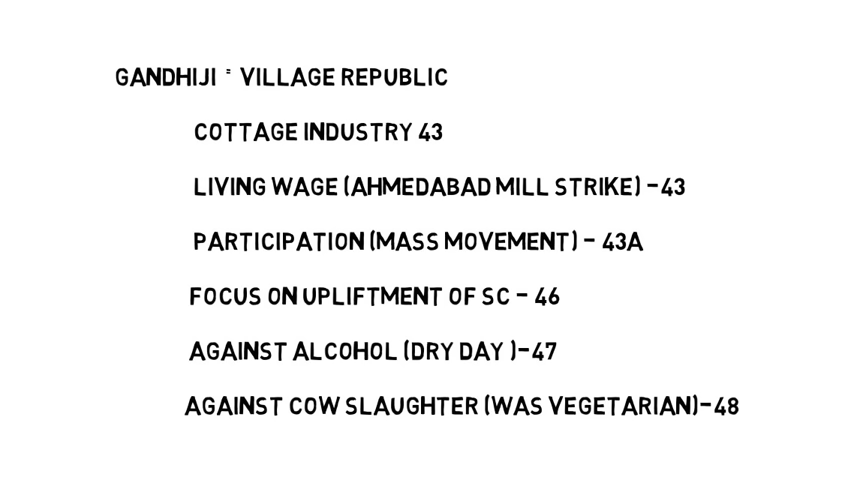 GANDHIJI = VILLAGE REPUBLIC
COTTAGE INDUSTRY 43
LIVING WAGE (AHMEDABAD MILL STRIKE) -43
PARTICIPATION (MASS MOVEMENT) - 43A
FOCUS ON UPLIFTMENT OF SC - 46
AGAINST ALCOHOL (DRY DAY )-47
AGAINST COW SLAUGHTER (WAS VEGETARIAN)-48